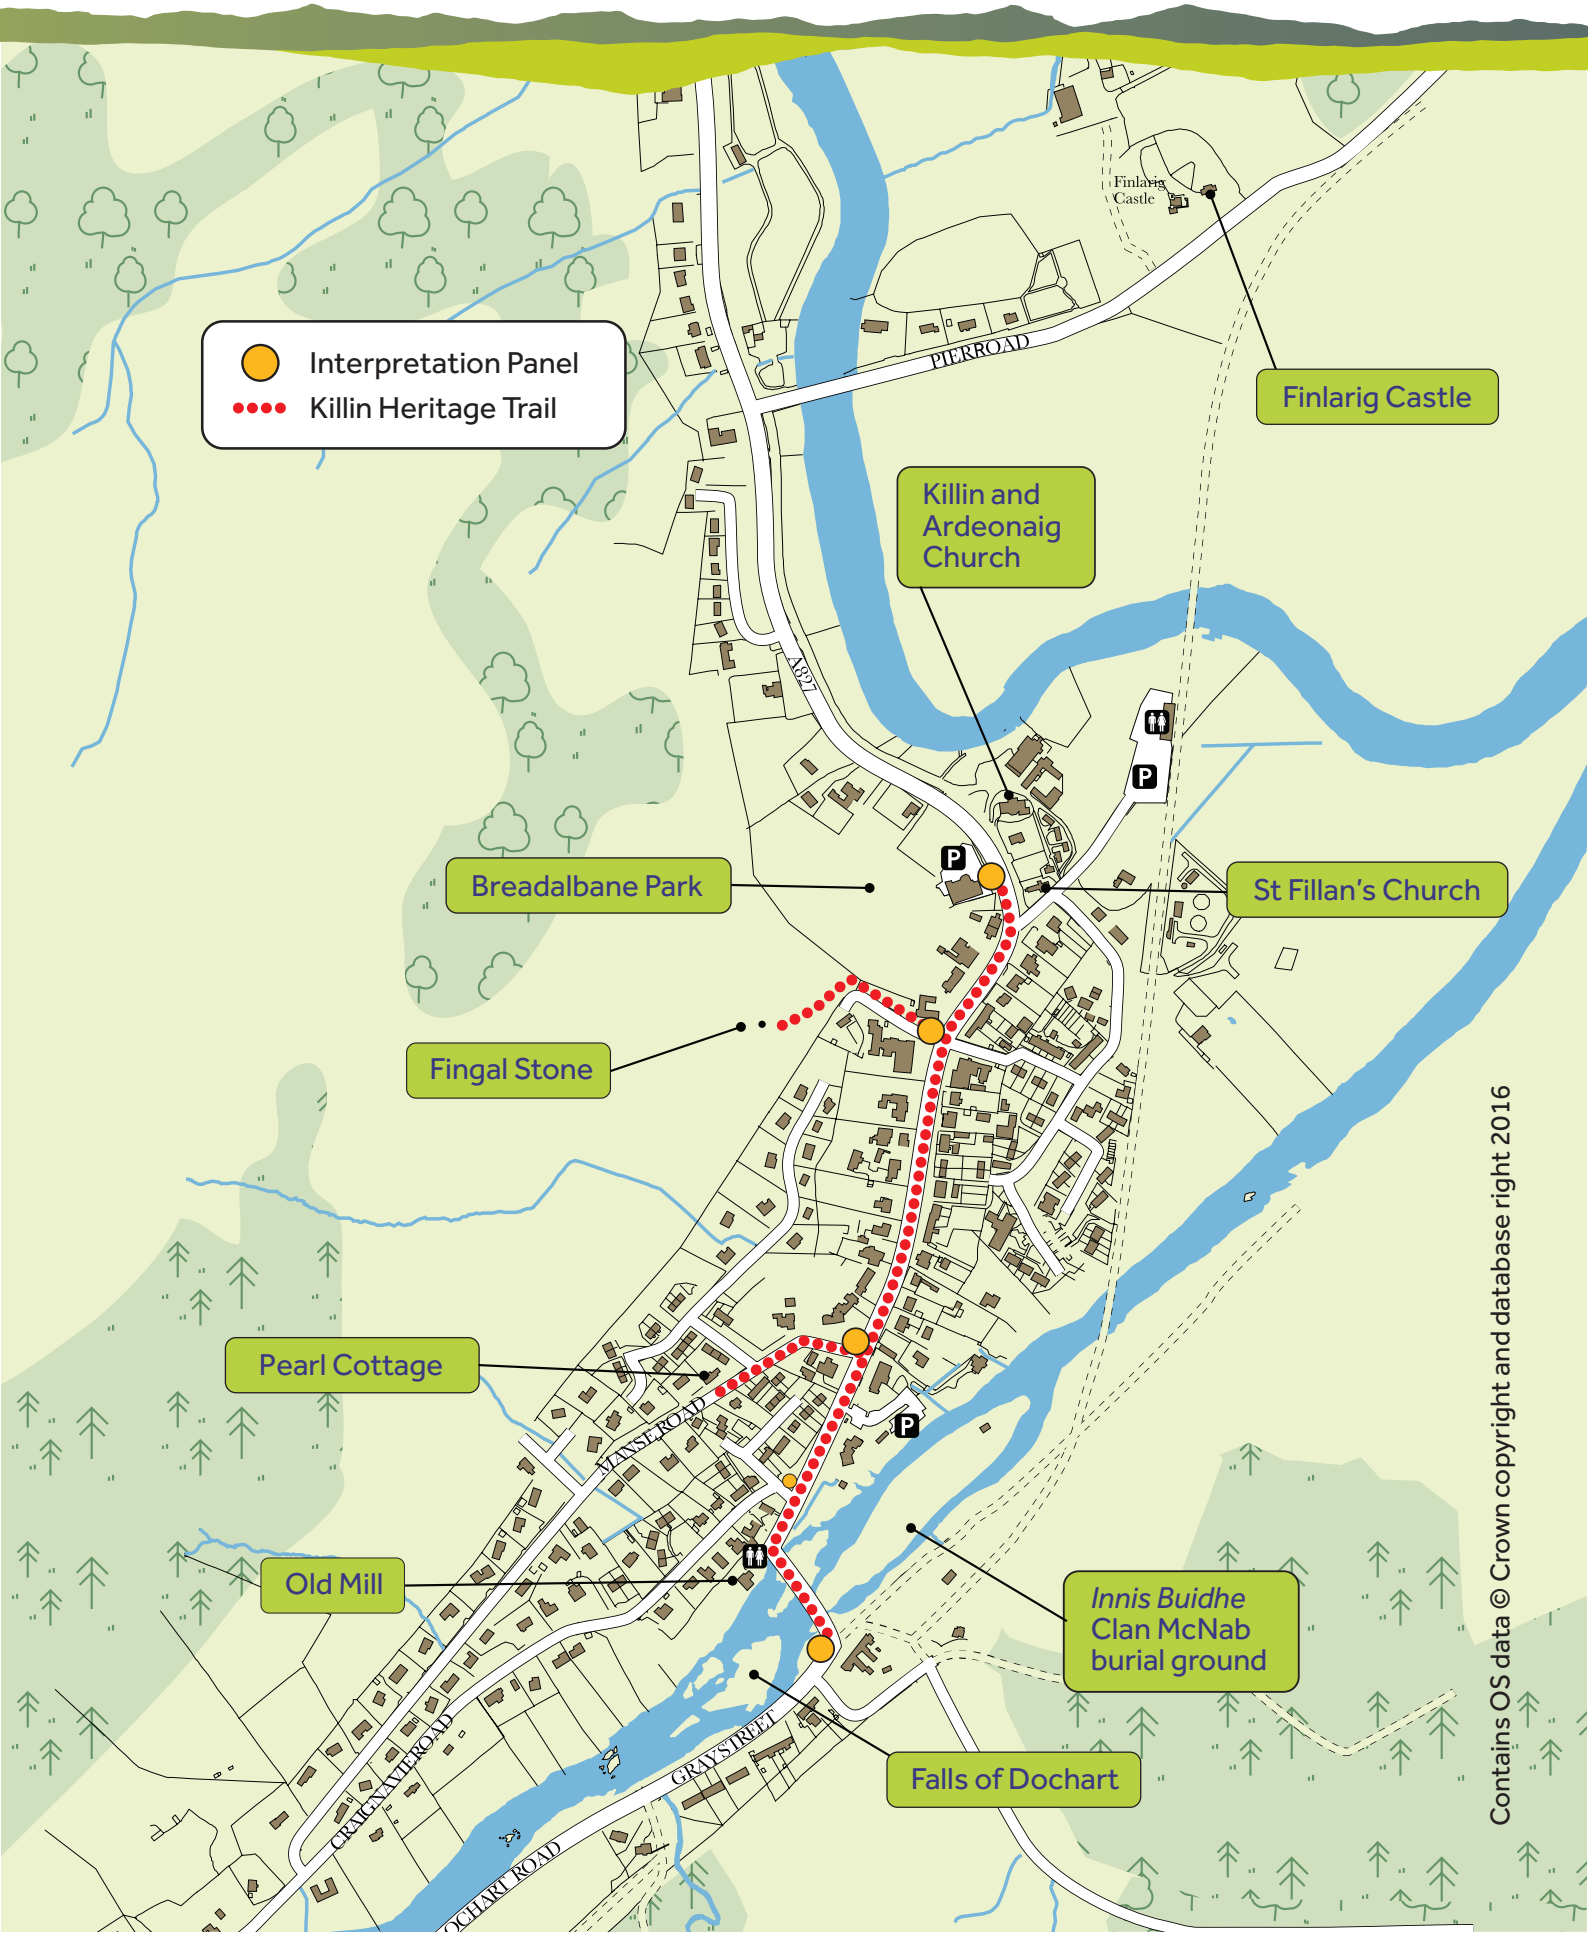 Finlarig
Castle
Interpretation Panel
Killin Heritage Trail
PIER ROAD
Finlarig Castle
Killin and
Ardeonaig
Church
A827
P
P
Breadalbane Park
St Fillan's Church
Fingal Stone
Pearl Cottage
MANSE ROAD
P
Old Mill
Innis Buidhe
Clan McNab
burial ground
CRAIGNAVIE ROAD
GRAY STREET
Falls of Dochart
OCHART ROAD
Contains OS data © Crown copyright and database right 2016